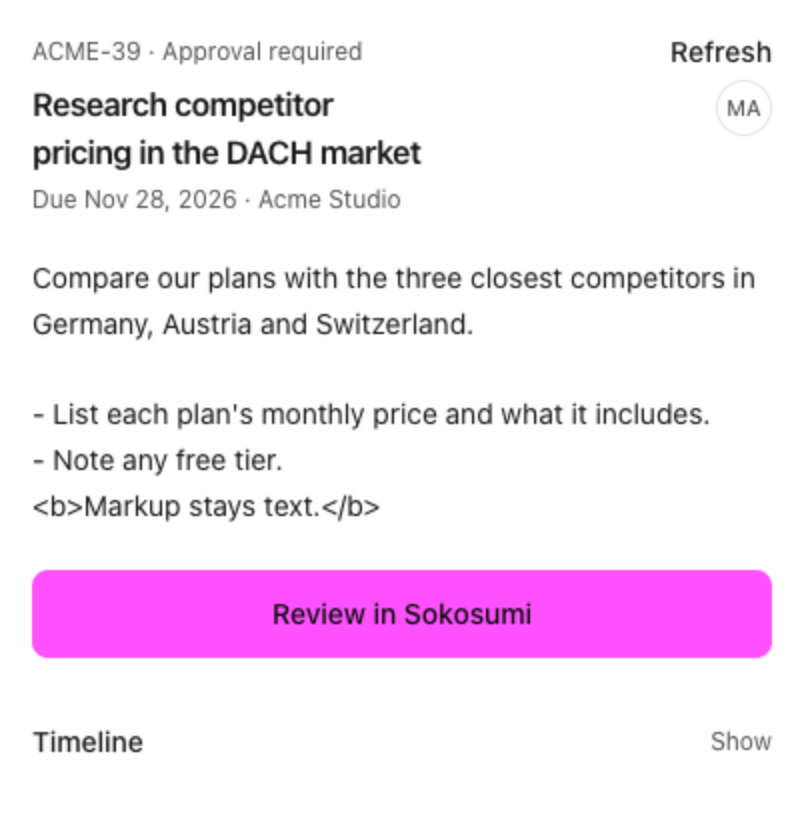 ACME-39 · Approval required
Refresh
Research competitor
pricing in the DACH market
MA
Due Nov 28, 2026 · Acme Studio
Compare our plans with the three closest competitors in
Germany, Austria and Switzerland.
- List each plan's monthly price and what it includes.
- Note any free tier.
<b>Markup stays text.</b>
Review in Sokosumi
Timeline
Show